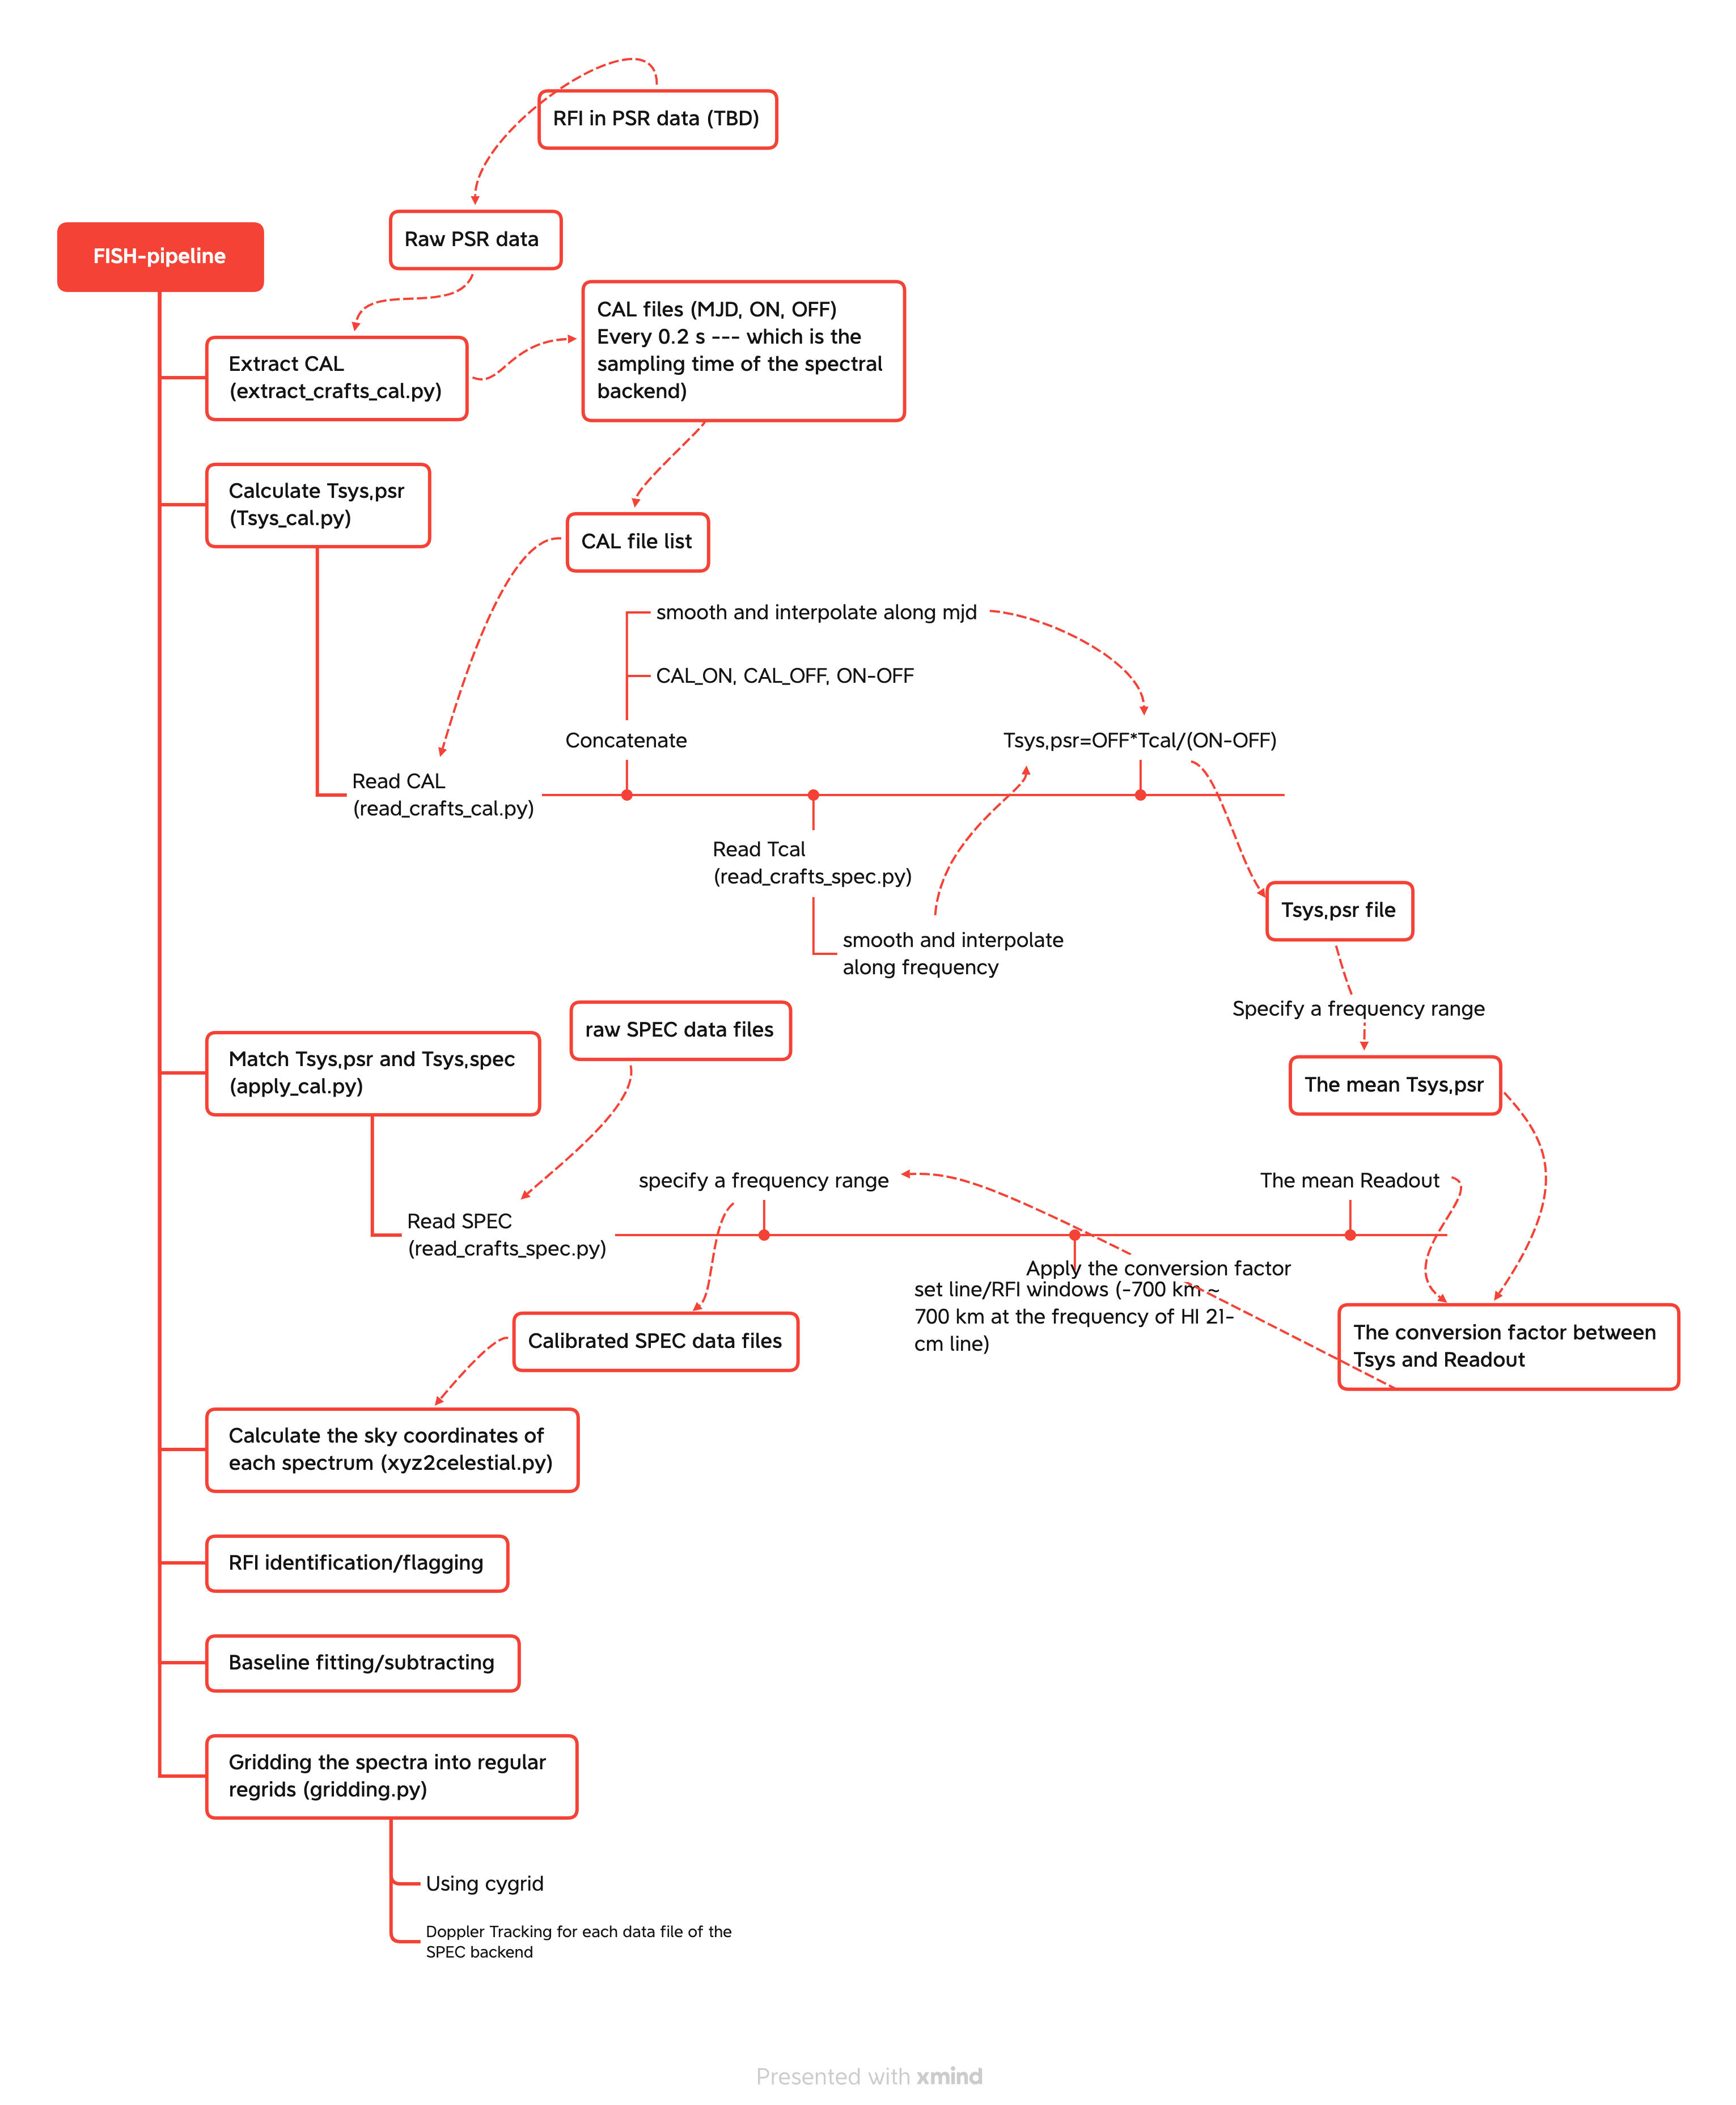 RFI in PSR data (TBD)
Raw PSR data
FISH-pipeline
CAL files (MJD, ON, OFF)
Every 0.2 s --- which is the
sampling time of the spectral
backend)
Extract CAL
(extract_crafts_cal.py)
Calculate Tsys,psr
(Tsys_cal.py)
CAL file list
smooth and interpolate along mjd
CAL_ON, CAL_OFF, ON-OFF
Concatenate
Tsys,psr=OFF*Tcal/(ON-OFF)
Read CAL
(read_crafts_cal.py)
Read Tcal
(read_crafts_spec.py)
smooth and interpolate
along frequency
Tsys,psr file
Specify a frequency range
raw SPEC data files
Match Tsys,psr and Tsys,spec
(apply_cal.py)
The mean Tsys,psr
specify a frequency range
The mean Readout
Read SPEC
(read_crafts_spec.py)
Apply the conversion factor
set line/RFI windows (-700 km ~
700 km at the frequency of HI 21-
cm line)
The conversion factor between
Tsys and Readout
Calibrated SPEC data files
Calculate the sky coordinates of
each spectrum (xyz2celestial.py)
RFI identification/flagging
Baseline fitting/subtracting
Gridding the spectra into regular
regrids (gridding.py)
Using cygrid
Doppler Tracking for each data file of the
SPEC backend
Presented with xmind